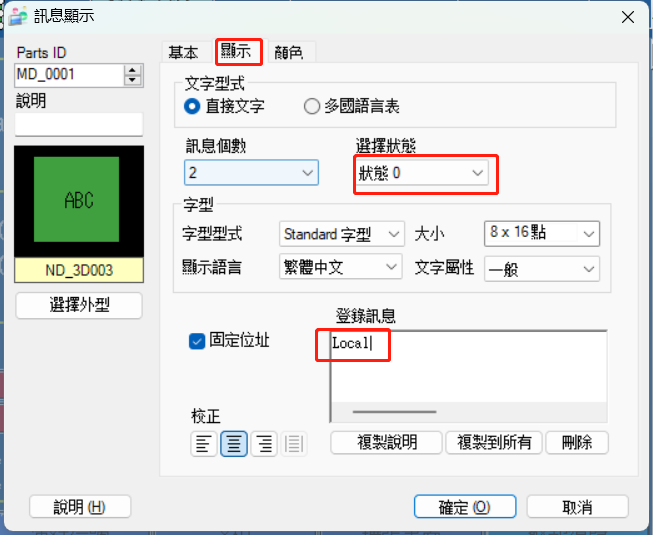 訊息顯示
Parts ID
MD_0001
說明
ABC
ND_3D003
選擇外型
基本
顯示
顏色
文字型式
直接文字
多國語言表
訊息個數
選擇狀態
2
狀態 0
字型
字型型式
Standard 字型
大小
8 x 16點
顯示語言
繁體中文
文字屬性
一般
登錄訊息
固定位址
Local
校正
複製說明
複製到所有
刪除
說明 (H)
確定 (O)
取消